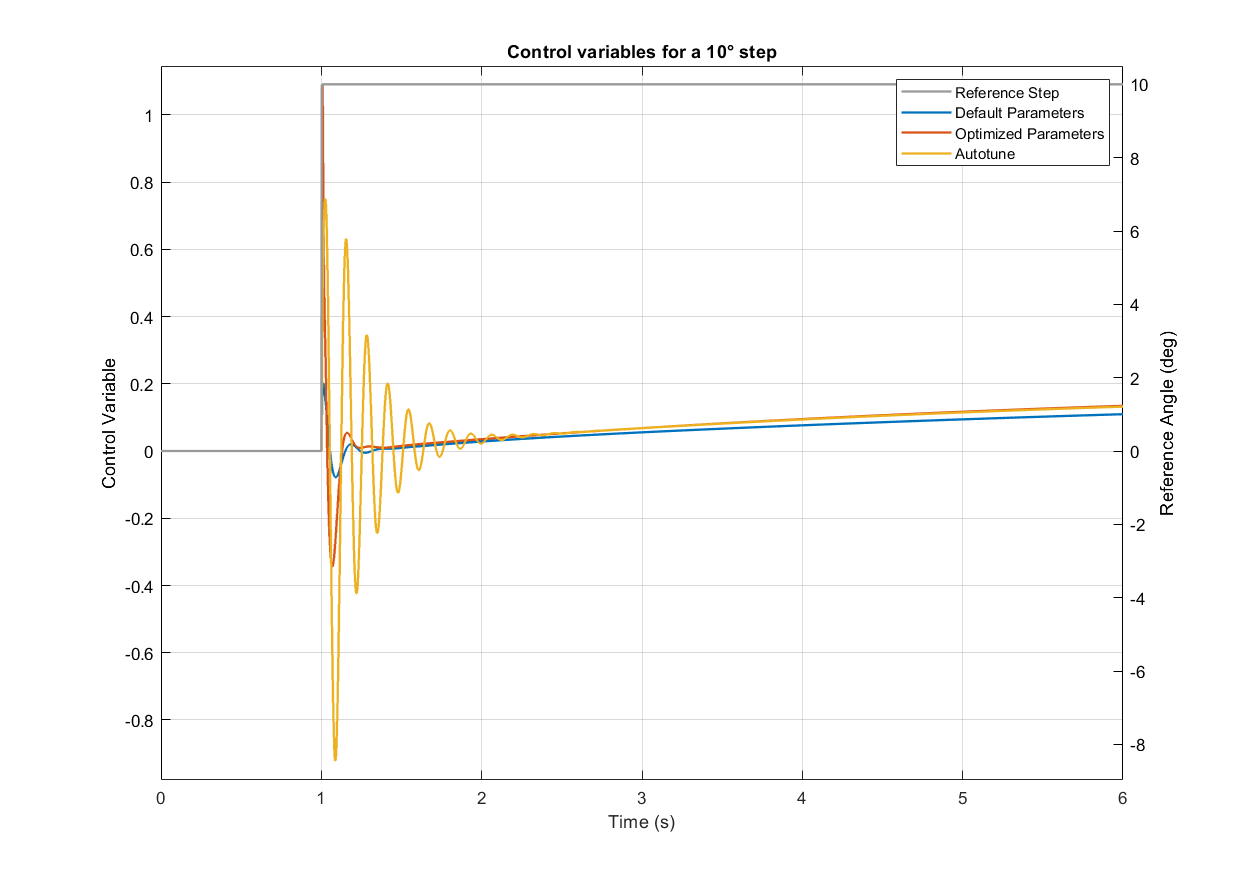 Control variables for a 10° step
Reference Step
Default Parameters
Optimized Parameters
Autotune
Control Variable
1
0.8
0.6
0.4
0.2
0
-0.2
-0.4
-0.6
-0.8
Reference Angle (deg)
10
8
6
4
2
0
-2
-4
-6
-8
0 1 2 3 4 5 6
Time (s)